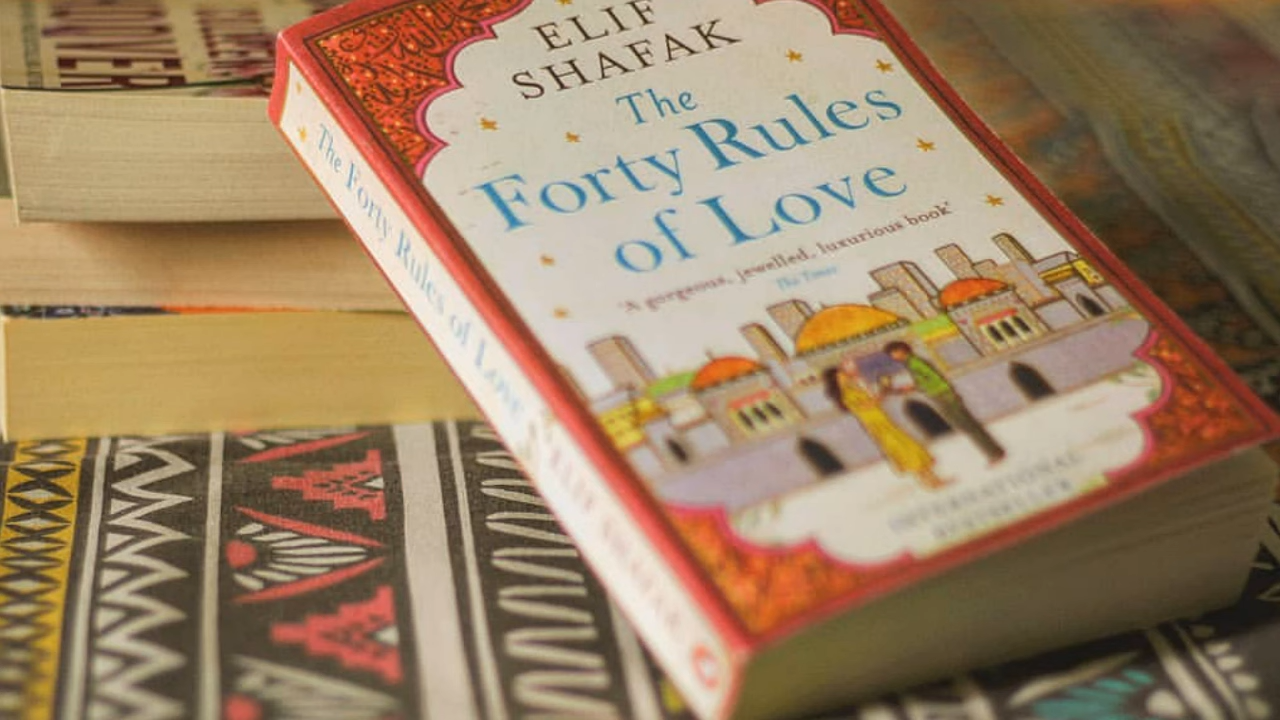 ELIF
SHAFAK
The
Forty Rules
of Love
'A gorgeous, jewelled, luxurious book'
The Times
INTERNATIONAL
BESTSELLER
The Forty Rules of Love ELIF SHAFAK